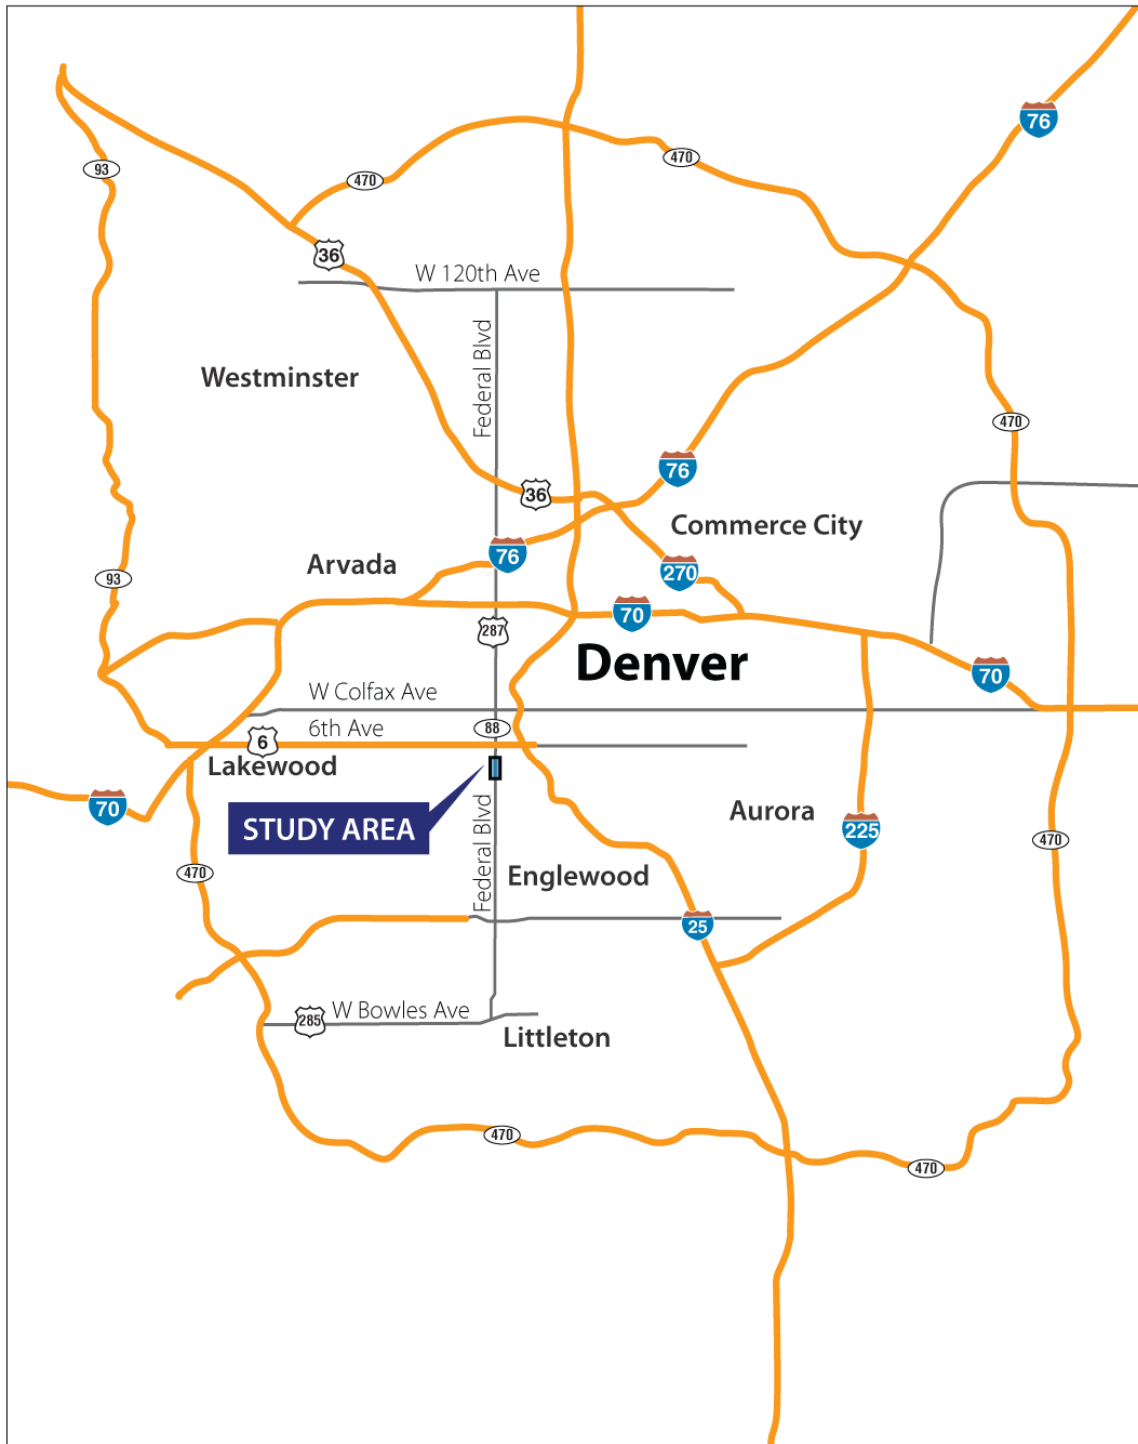 76
93
470
470
36
W 120th Ave
Federal Blvd
Westminster
470
76
36
Commerce City
76
Arvada
270
93
70
287
Denver
70
W Colfax Ave
88
6th Ave
6
Lakewood
70
STUDY AREA
Aurora
225
470
Federal Blvd
470
Englewood
25
W Bowles Ave
285
Littleton
470
470